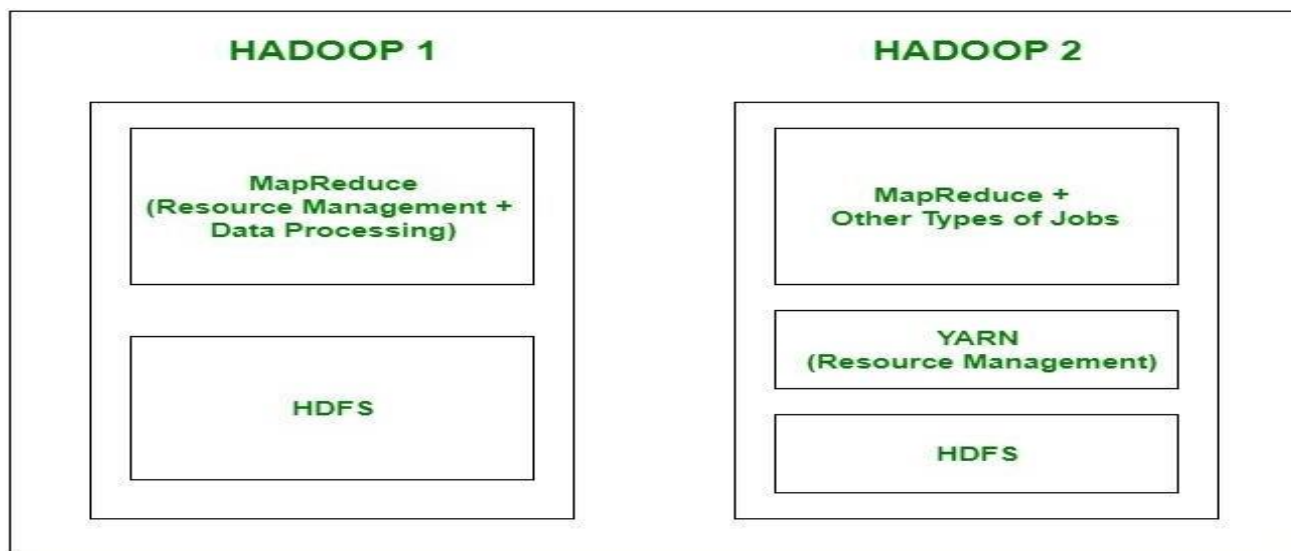 HADOOP 1
MapReduce
(Resource Management +
Data Processing)
HDFS
HADOOP 2
MapReduce +
Other Types of Jobs
YARN
(Resource Management)
HDFS